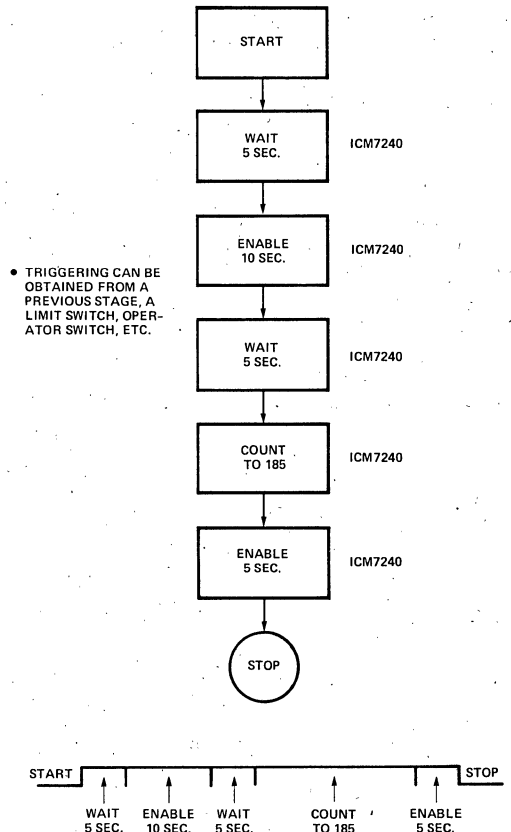 START
WAIT
5 SEC.
ICM7240
ENABLE
10 SEC.
ICM7240
• TRIGGERING CAN BE
OBTAINED FROM A
PREVIOUS STAGE, A
LIMIT SWITCH, OPER-
ATOR SWITCH, ETC.
WAIT
5 SEC.
ICM7240
COUNT
TO 185
ICM7240
ENABLE
5 SEC.
ICM7240
STOP
START
STOP
WAIT
5 SEC.
ENABLE
10 SEC.
WAIT
5 SEC.
COUNT
TO 185
ENABLE
5 SEC.